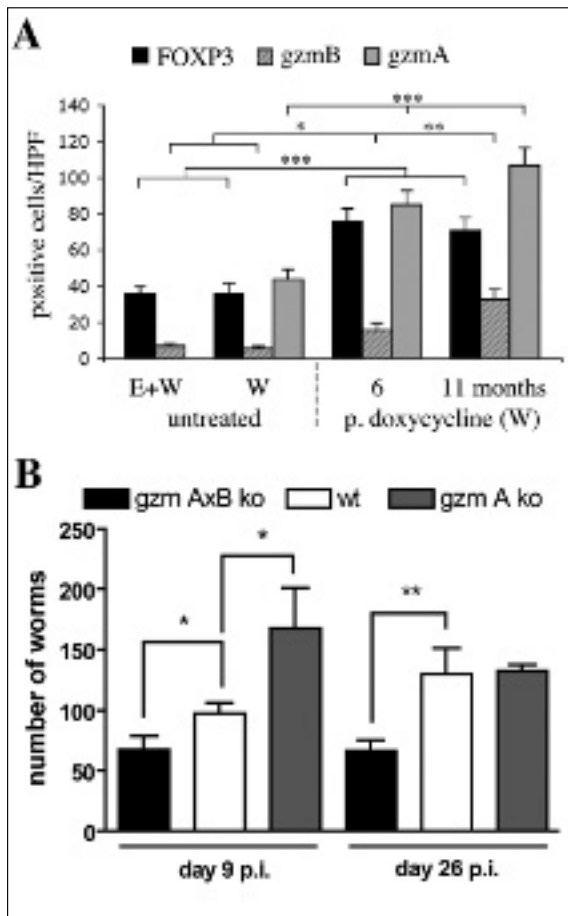 A
FOXP3 gzmB gzmA
positive cells/HPF
140
120
100
80
60
40
20
0
***
* **
***
E+W W 6 11 months
untreated p. doxycycline (W)
B
gzm AxB ko wt gzm A ko
number of worms
250
200
150
100
50
0
*
*
**
day 9 p.i. day 26 p.i.